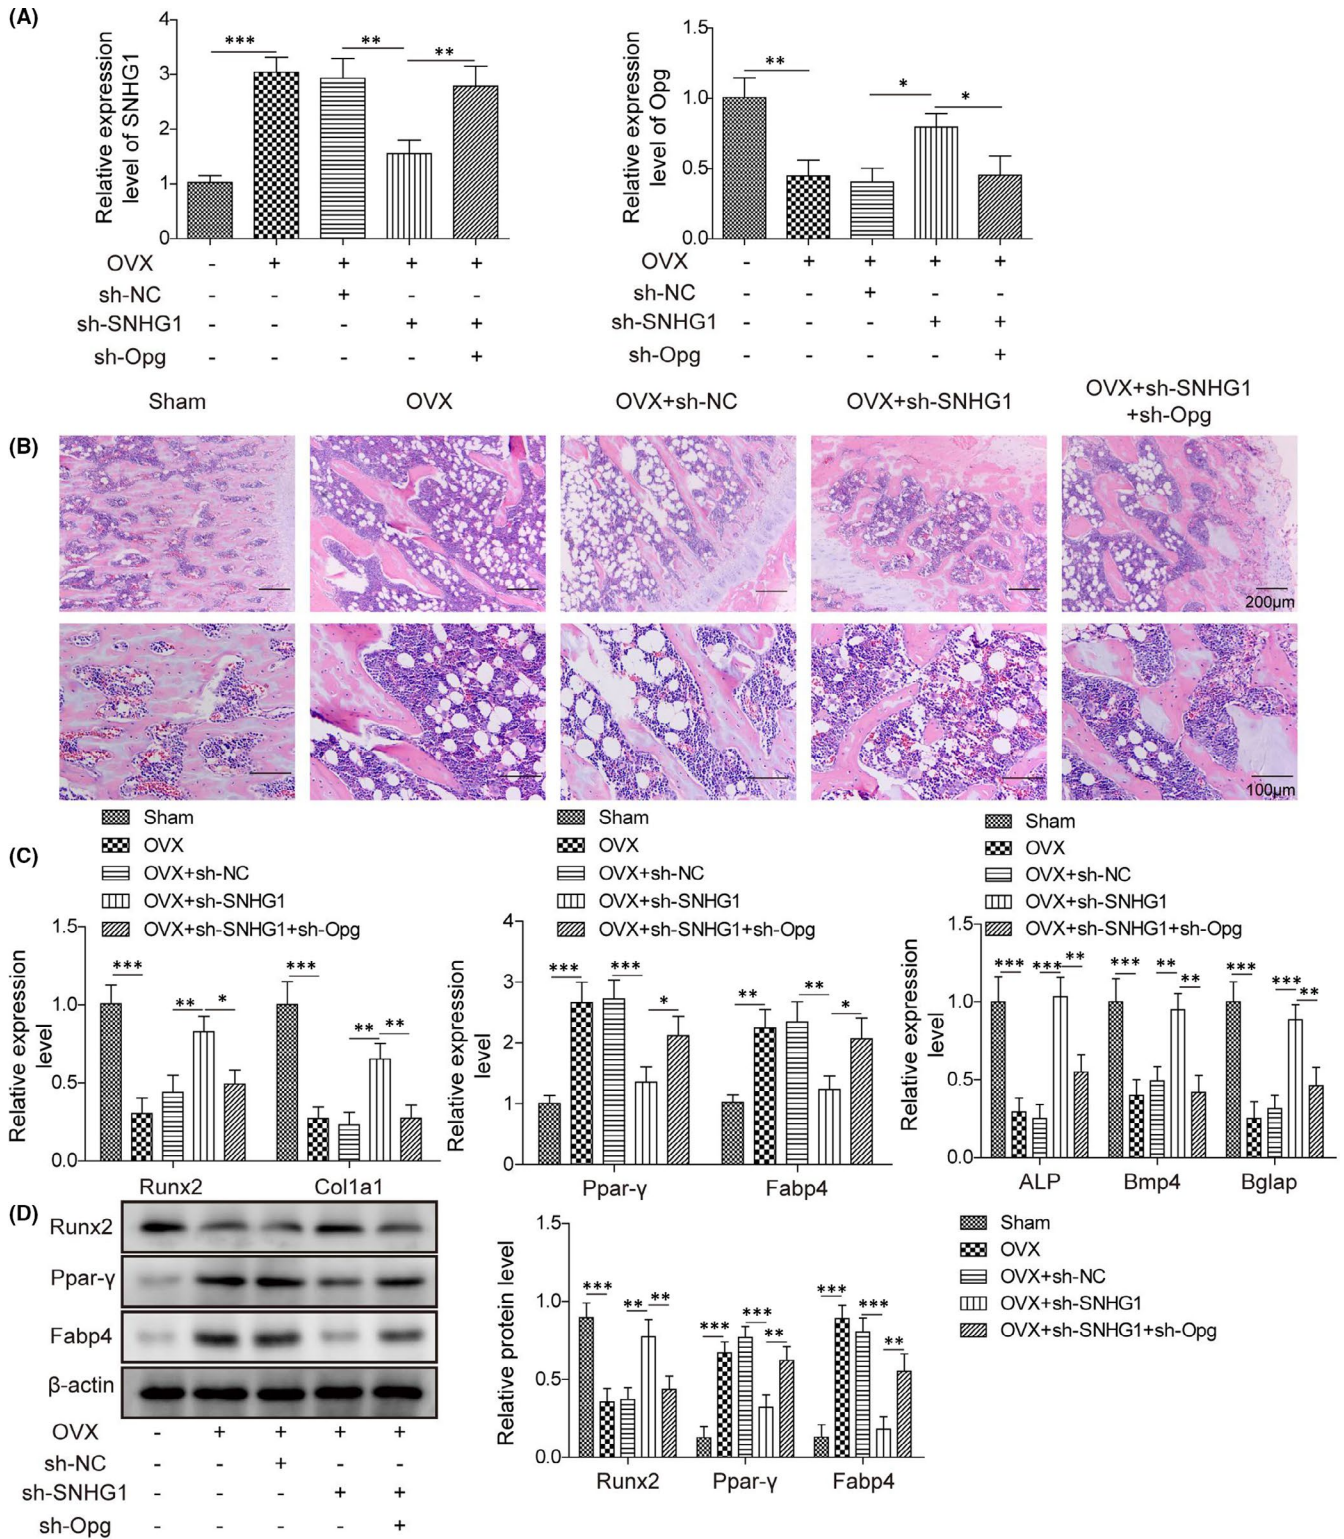 (A)
Relative expression
level of SNHG1
4
3
2
1
0
*** ** **
OVX - + + + +
sh-NC - - + - -
sh-SNHG1 - - - + +
sh-Opg - - - - +
Relative expression
level of Opg
1.5
1.0
0.5
0.0
** * *
OVX - + + + +
sh-NC - - + - -
sh-SNHG1 - - - + +
sh-Opg - - - - +
Sham OVX OVX+sh-NC OVX+sh-SNHG1 OVX+sh-SNHG1
+sh-Opg
(B)
200μm
100μm
(C)
Sham
OVX
OVX+sh-NC
OVX+sh-SNHG1
OVX+sh-SNHG1+sh-Opg
Relative expression
level
1.5
1.0
0.5
0.0
*** ** * *** ** **
Runx2 Col1a1
Sham
OVX
OVX+sh-NC
OVX+sh-SNHG1
OVX+sh-SNHG1+sh-Opg
Relative expression
level
4
3
2
1
0
*** *** * ** ** *
Ppar-γ Fabp4
Sham
OVX
OVX+sh-NC
OVX+sh-SNHG1
OVX+sh-SNHG1+sh-Opg
Relative expression
level
1.5
1.0
0.5
0.0
*** *** ** *** ** ** *** *** **
ALP Bmp4 Bglap
(D)
Runx2
Ppar-γ
Fabp4
β-actin
OVX - + + + +
sh-NC - - + - -
sh-SNHG1 - - - + +
sh-Opg - - - - +
Relative protein level
1.5
1.0
0.5
0.0
*** ** ** *** *** ** *** *** **
Runx2 Ppar-γ Fabp4
Sham
OVX
OVX+sh-NC
OVX+sh-SNHG1
OVX+sh-SNHG1+sh-Opg